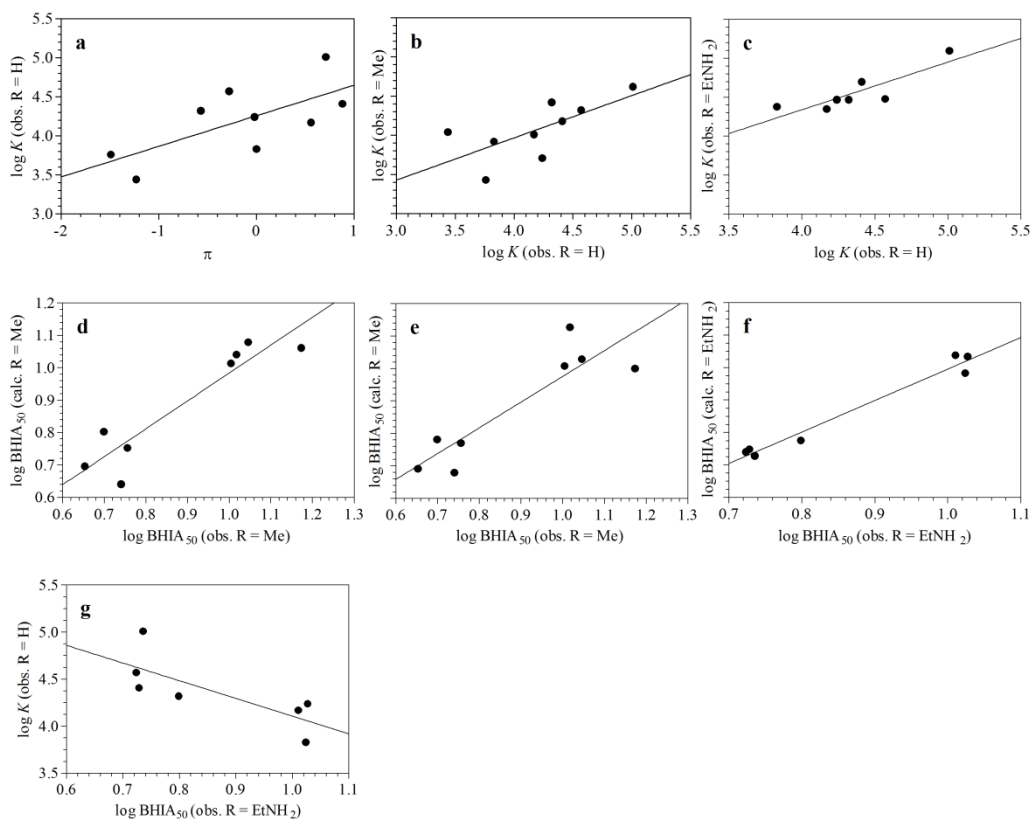 a
log K (obs. R = H)
5.5
5.0
4.5
4.0
3.5
3.0
-2
-1
0
1
π
b
log K (obs. R = Me)
3.0
3.5
4.0
4.5
5.0
5.5
log K (obs. R = H)
c
log K (obs. R = EtNH2)
3.5
4.0
4.5
5.0
5.5
log K (obs. R = H)
d
log BHIA50 (calc. R = Me)
1.2
1.1
1.0
0.9
0.8
0.7
0.6
0.6
0.7
0.8
0.9
1.0
1.1
1.2
1.3
log BHIA50 (obs. R = Me)
e
log BHIA50 (calc. R = Me)
0.6
0.7
0.8
0.9
1.0
1.1
1.2
1.3
log BHIA50 (obs. R = Me)
f
log BHIA50 (calc. R = EtNH2)
0.7
0.8
0.9
1.0
1.1
log BHIA50 (obs. R = EtNH2)
g
log K (obs. R = H)
5.5
5.0
4.5
4.0
3.5
0.6
0.7
0.8
0.9
1.0
1.1
log BHIA50 (obs. R = EtNH2)